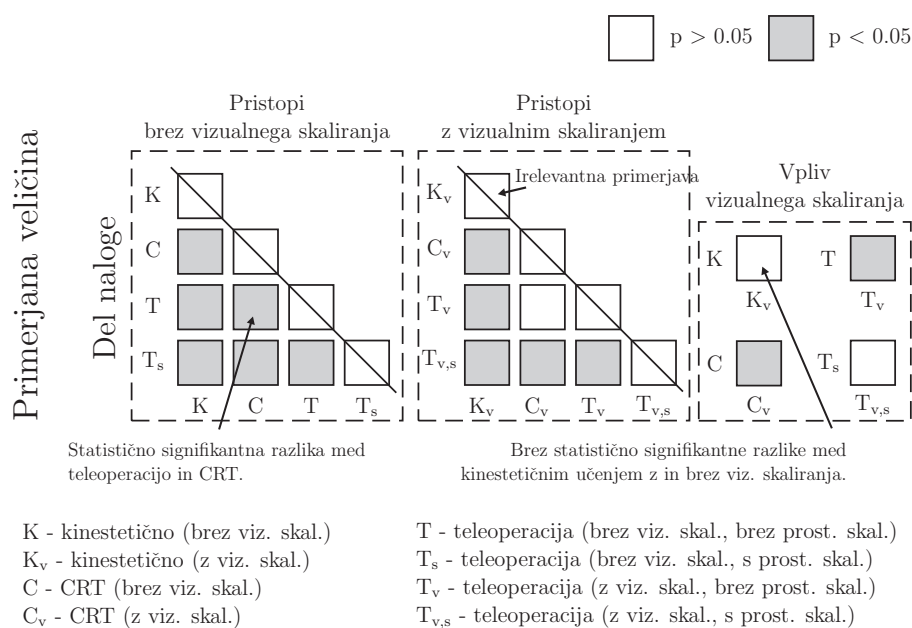 p > 0.05
p < 0.05
Pristopi
brez vizualnega skaliranja
Pristopi
z vizualnim skaliranjem
Vpliv
vizualnega skaliranja
Primerjana veličina
Del naloge
K
C
T
Tₛ
K C T Tₛ
Kᵥ
Cᵥ
Tᵥ
Tᵥ,ₛ
Kᵥ Cᵥ Tᵥ Tᵥ,ₛ
Irelevantna primerjava
K T
Kᵥ Tᵥ
C Tₛ
Cᵥ Tᵥ,ₛ
Statistično signifikantna razlika med
teleoperacijo in CRT.
Brez statistično signifikantne razlike med
kinestetičnim učenjem z in brez viz. skaliranja.
K - kinestetično (brez viz. skal.)
Kᵥ - kinestetično (z viz. skal.)
C - CRT (brez viz. skal.)
Cᵥ - CRT (z viz. skal.)
T - teleoperacija (brez viz. skal., brez prost. skal.)
Tₛ - teleoperacija (brez viz. skal., s prost. skal.)
Tᵥ - teleoperacija (z viz. skal., brez prost. skal.)
Tᵥ,ₛ - teleoperacija (z viz. skal., s prost. skal.)